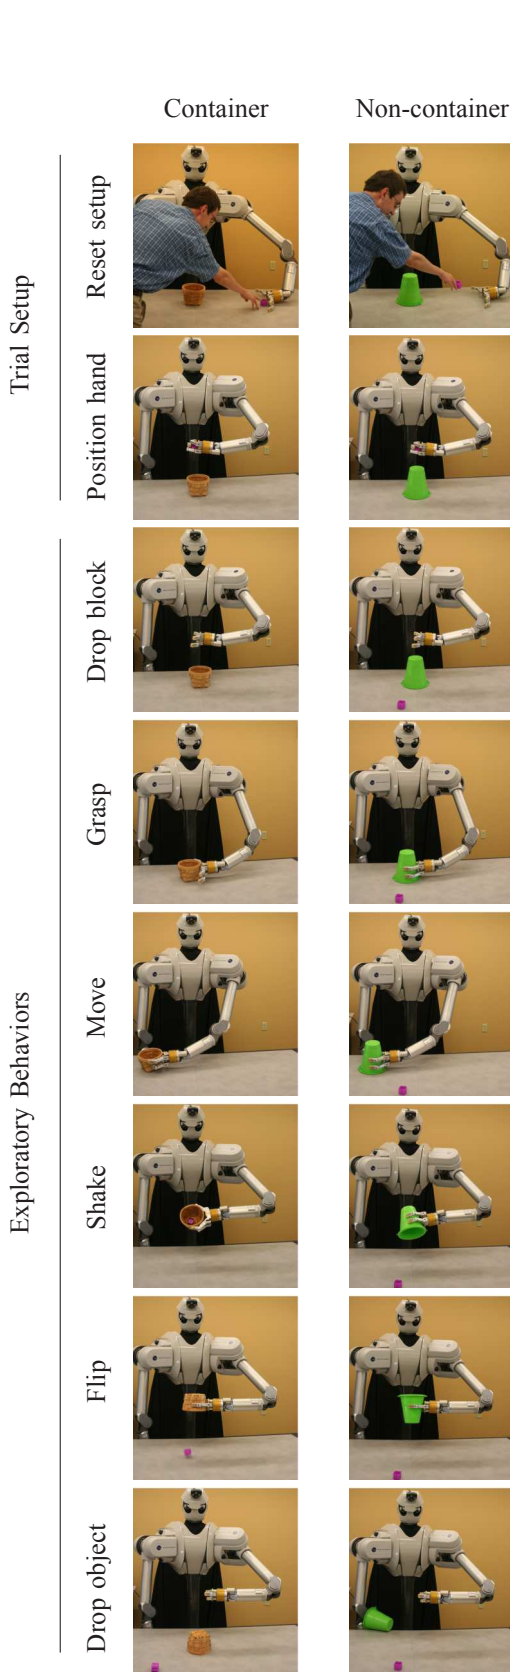 Container Non-container
Trial Setup
Reset setup
Position hand
Exploratory Behaviors
Drop block
Grasp
Move
Shake
Flip
Drop object